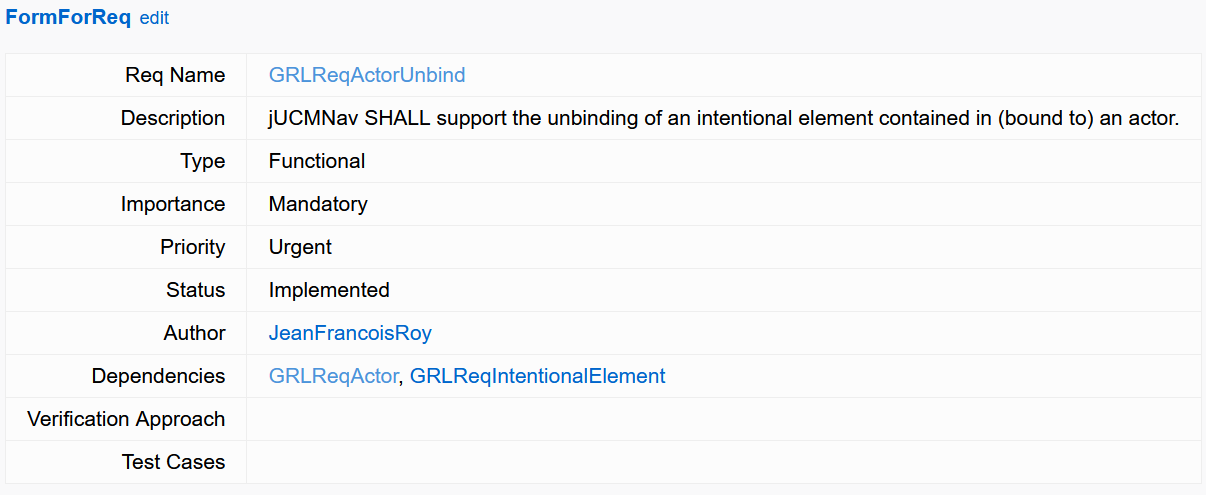 FormForReq edit
Req Name GRLReqActorUnbind
Description jUCMNav SHALL support the unbinding of an intentional element contained in (bound to) an actor.
Type Functional
Importance Mandatory
Priority Urgent
Status Implemented
Author JeanFrancoisRoy
Dependencies GRLReqActor, GRLReqIntentionalElement
Verification Approach
Test Cases